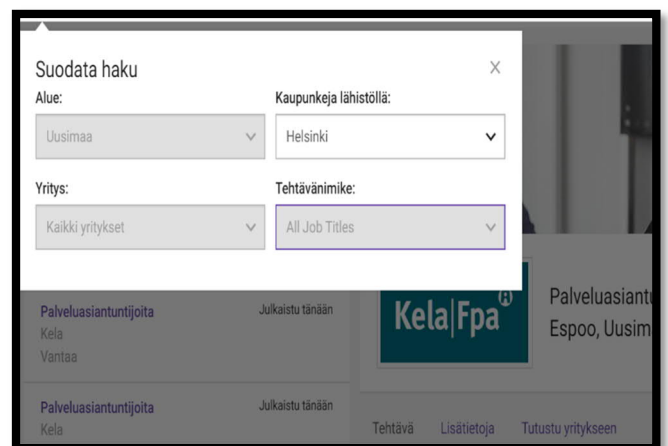 Suodata haku
X
Alue:
Kaupunkeja lähistöllä:
Uusimaa
Helsinki
Yritys:
Tehtävänimike:
Kaikki yritykset
All Job Titles
Palveluasiantuntijoita
Julkaistu tänään
Kela
Vantaa
Palveluasiantuntijoita
Julkaistu tänään
Kela
Kela|Fpa
Palveluasiantu
Espoo, Uusim
Tehtävä
Lisätietoja
Tutustu yritykseen